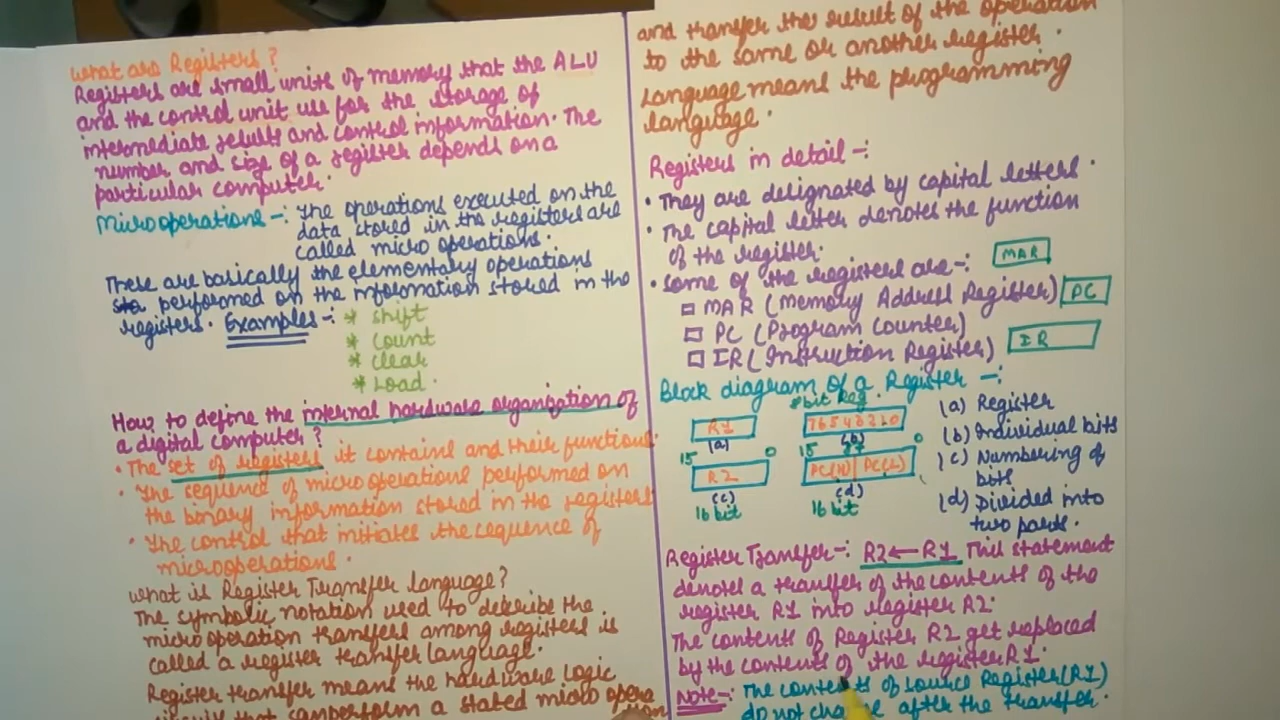 What are Registers?
Registers are small units of memory that the ALU
and the control unit use for the storage of
intermediate results and control information. The
number and size of a register depends on a
particular computer.
Microoperations -: The operations executed on the
data stored in the registers are
called micro operations.
These are basically the elementary operations
performed on the information stored in the
registers. Examples -: * Shift
* Count
* Clear
* Load.
How to define the internal hardware organization of
a digital computer?
• The set of registers it contains and their functions.
• The sequence of microoperations performed on
the binary information stored in the registers
• The control that initiates the sequence of
microoperations.
What is Register Transfer language?
The symbolic notation used to describe the
microoperation transfers among registers is
called a register transfer language.
Register transfer means the hardware logic
circuit that can perform a stated micro operation
and transfer the result of the operation
to the same or another register.
Language means the programming
language.
Registers in detail -:
• They are designated by capital letters.
• The capital letter denotes the function
of the register.
• Some of the registers are -:
MAR
□ MAR (Memory Address Register)
PC
□ PC (Program Counter)
□ IR (Instruction Register)
IR
Block diagram of a Register -:
8bit Reg.
R1
76543210
(a)
(b)
15 0
15 0
R2
PC(H) PC(L)
(c)
(d)
16 bit
16 bit
(a) Register
(b) Individual bits
(c) Numbering of
bits
(d) Divided into
two parts.
Register Transfer -: R2 ← R1 This statement
denotes a transfer of the contents of the
register R1 into register R2.
The contents of Register R2 get replaced
by the contents of the register R1.
Note -: The contents of source Register (R1)
do not change after the transfer.